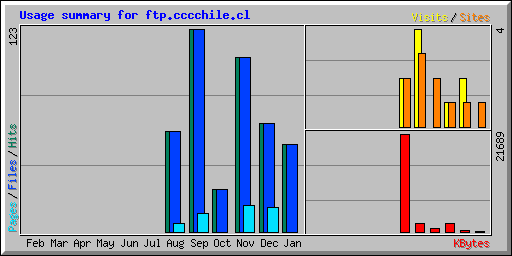 Usage summary for ftp.cccchile.cl
Visits/Sites
123
4
21689
Pages/Files/Hits
Feb Mar Apr May Jun Jul Aug Sep Oct Nov Dec Jan
KBytes